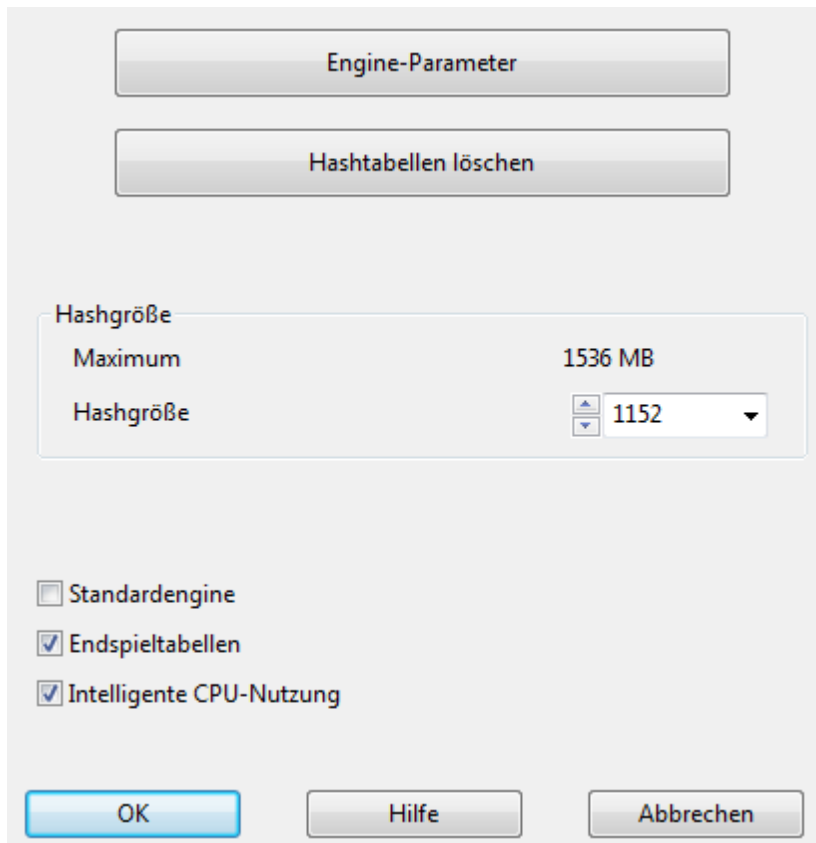 Engine-Parameter
Hashtabellen löschen
Hashgröße
Maximum 1536 MB
Hashgröße 1152
Standardengine
Endspieltabellen
Intelligente CPU-Nutzung
OK Hilfe Abbrechen